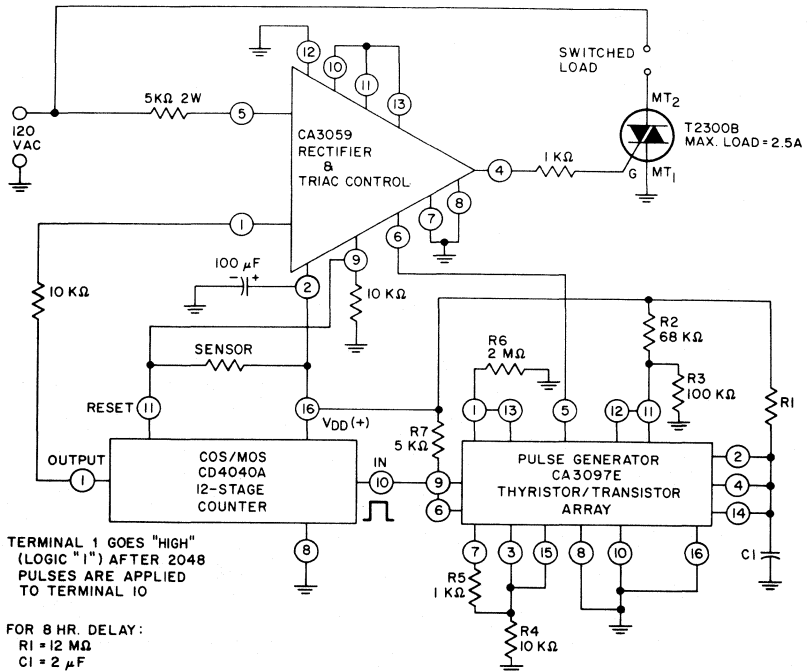 12
10
11
13
SWITCHED
LOAD
5KΩ 2W
5
120
VAC
CA3059
RECTIFIER
&
TRIAC CONTROL
MT2
T2300B
MAX. LOAD=2.5A
4
1KΩ
G
MT1
1
8
7
6
9
100 μF
- +
2
10 KΩ
10 KΩ
SENSOR
R6
2 MΩ
R2
68 KΩ
R3
100 KΩ
R1
RESET
11
16
VDD(+)
R7
5 KΩ
1
13
5
12
11
OUTPUT
1
COS/MOS
CD4040A
12-STAGE
COUNTER
IN
10
9
6
PULSE GENERATOR
CA3097E
THYRISTOR/TRANSISTOR
ARRAY
2
4
14
C1
8
7
3
15
8
10
16
TERMINAL 1 GOES "HIGH"
(LOGIC "1") AFTER 2048
PULSES ARE APPLIED
TO TERMINAL 10
R5
1 KΩ
R4
10 KΩ
FOR 8 HR. DELAY:
R1=12 MΩ
C1=2 μF